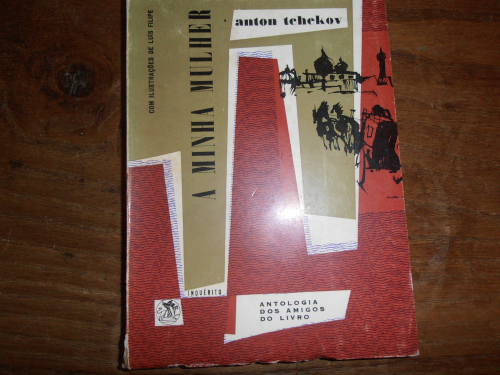 anton tchekov
A MINHA MULHER
COM ILUSTRAÇÕES DE LUÍS FILIPE
INQUÉRITO
ANTOLOGIA
DOS AMIGOS
DO LIVRO